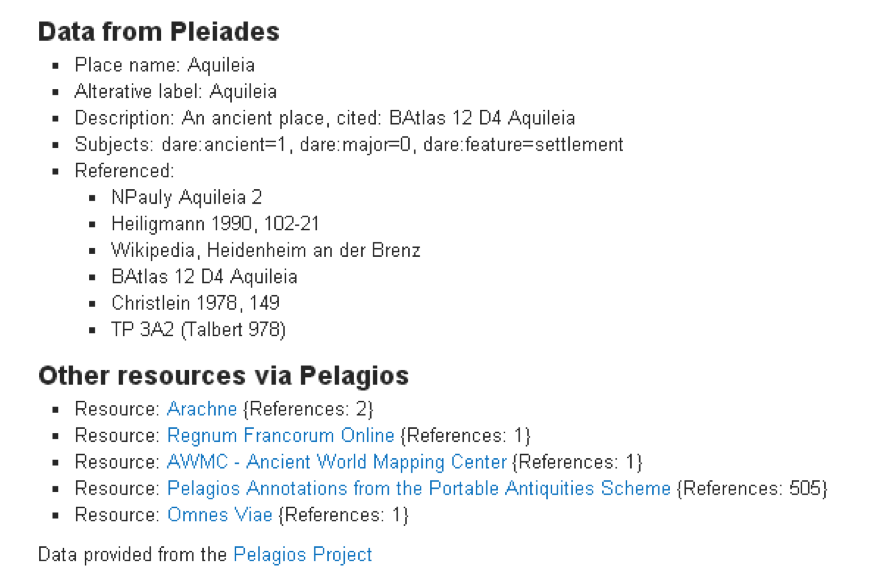 Data from Pleiades
▪ Place name: Aquileia
▪ Alterative label: Aquileia
▪ Description: An ancient place, cited: BAtlas 12 D4 Aquileia
▪ Subjects: dare:ancient=1, dare:major=0, dare:feature=settlement
▪ Referenced:
▪ NPauly Aquileia 2
▪ Heiligmann 1990, 102-21
▪ Wikipedia, Heidenheim an der Brenz
▪ BAtlas 12 D4 Aquileia
▪ Christlein 1978, 149
▪ TP 3A2 (Talbert 978)
Other resources via Pelagios
▪ Resource: Arachne {References: 2}
▪ Resource: Regnum Francorum Online {References: 1}
▪ Resource: AWMC - Ancient World Mapping Center {References: 1}
▪ Resource: Pelagios Annotations from the Portable Antiquities Scheme {References: 505}
▪ Resource: Omnes Viae {References: 1}
Data provided from the Pelagios Project